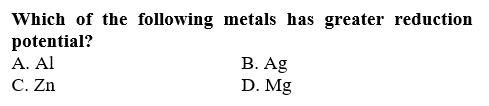 Which of the following metals has greater reduction
potential?
A. Al B. Ag
C. Zn D. Mg